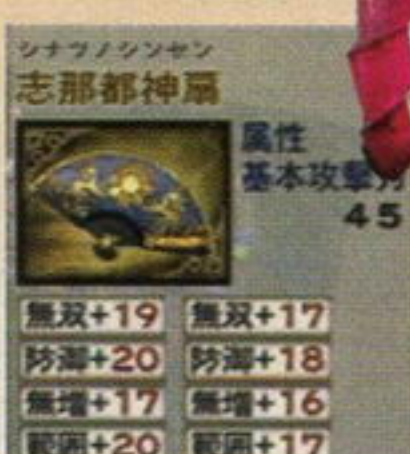 シナツノシンセン
志那都神扇
属性
基本攻撃力
45
無双+19 無双+17
防御+20 防御+18
無増+17 無増+16
範囲+20 範囲+17